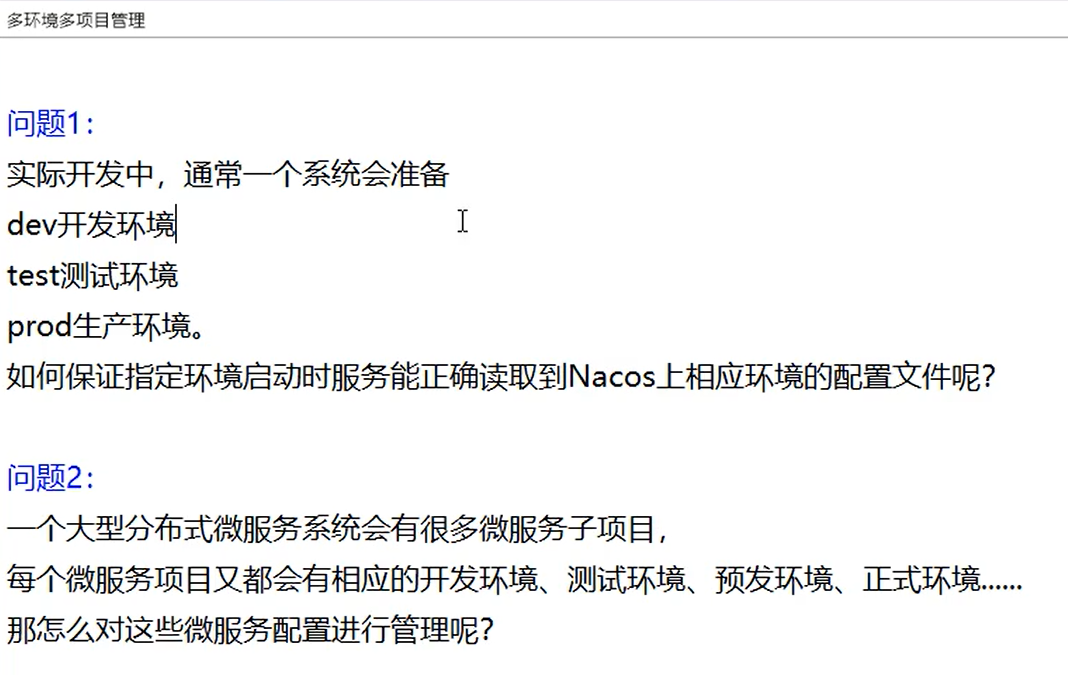 多环境多项目管理
问题1：
实际开发中，通常一个系统会准备
dev开发环境
test测试环境
prod生产环境。
如何保证指定环境启动时服务能正确读取到Nacos上相应环境的配置文件呢？
问题2：
一个大型分布式微服务系统会有很多微服务子项目，
每个微服务项目又都会有相应的开发环境、测试环境、预发环境、正式环境......
那怎么对这些微服务配置进行管理呢？